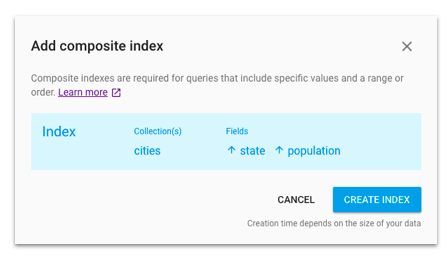 Add composite index
Composite indexes are required for queries that include specific values and a range or
order. Learn more
Index
Collection(s)
Fields
cities
↑ state ↑ population
CANCEL
CREATE INDEX
Creation time depends on the size of your data